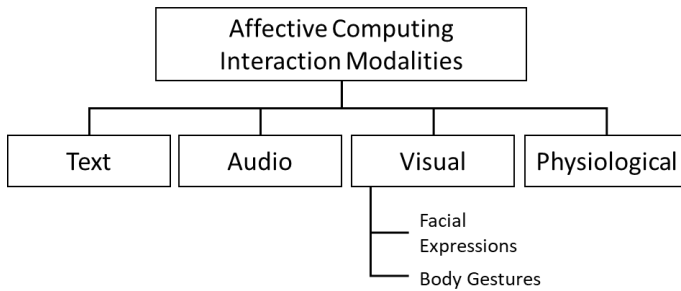 Affective Computing
Interaction Modalities
Text
Audio
Visual
Physiological
Facial
Expressions
Body Gestures